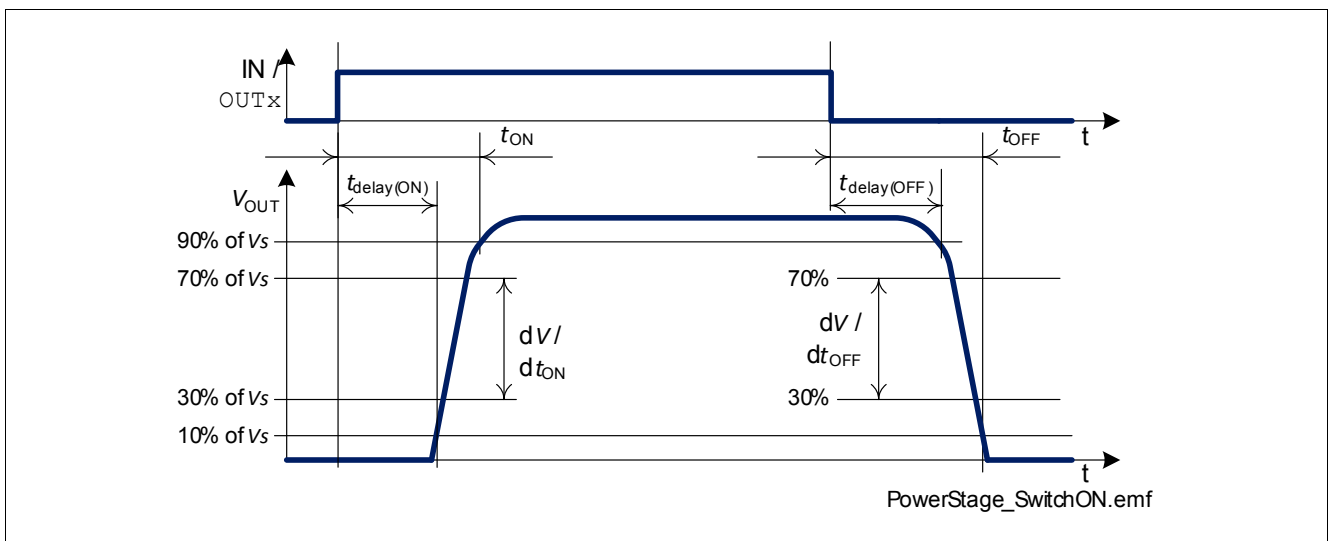 IN /
OUTx
t
tON
tOFF
tdelay(ON)
tdelay(OFF)
VOUT
90% of Vs
70% of Vs
70%
dV /
dtON
dV /
dtOFF
30% of Vs
30%
10% of Vs
t
PowerStage_SwitchON.emf